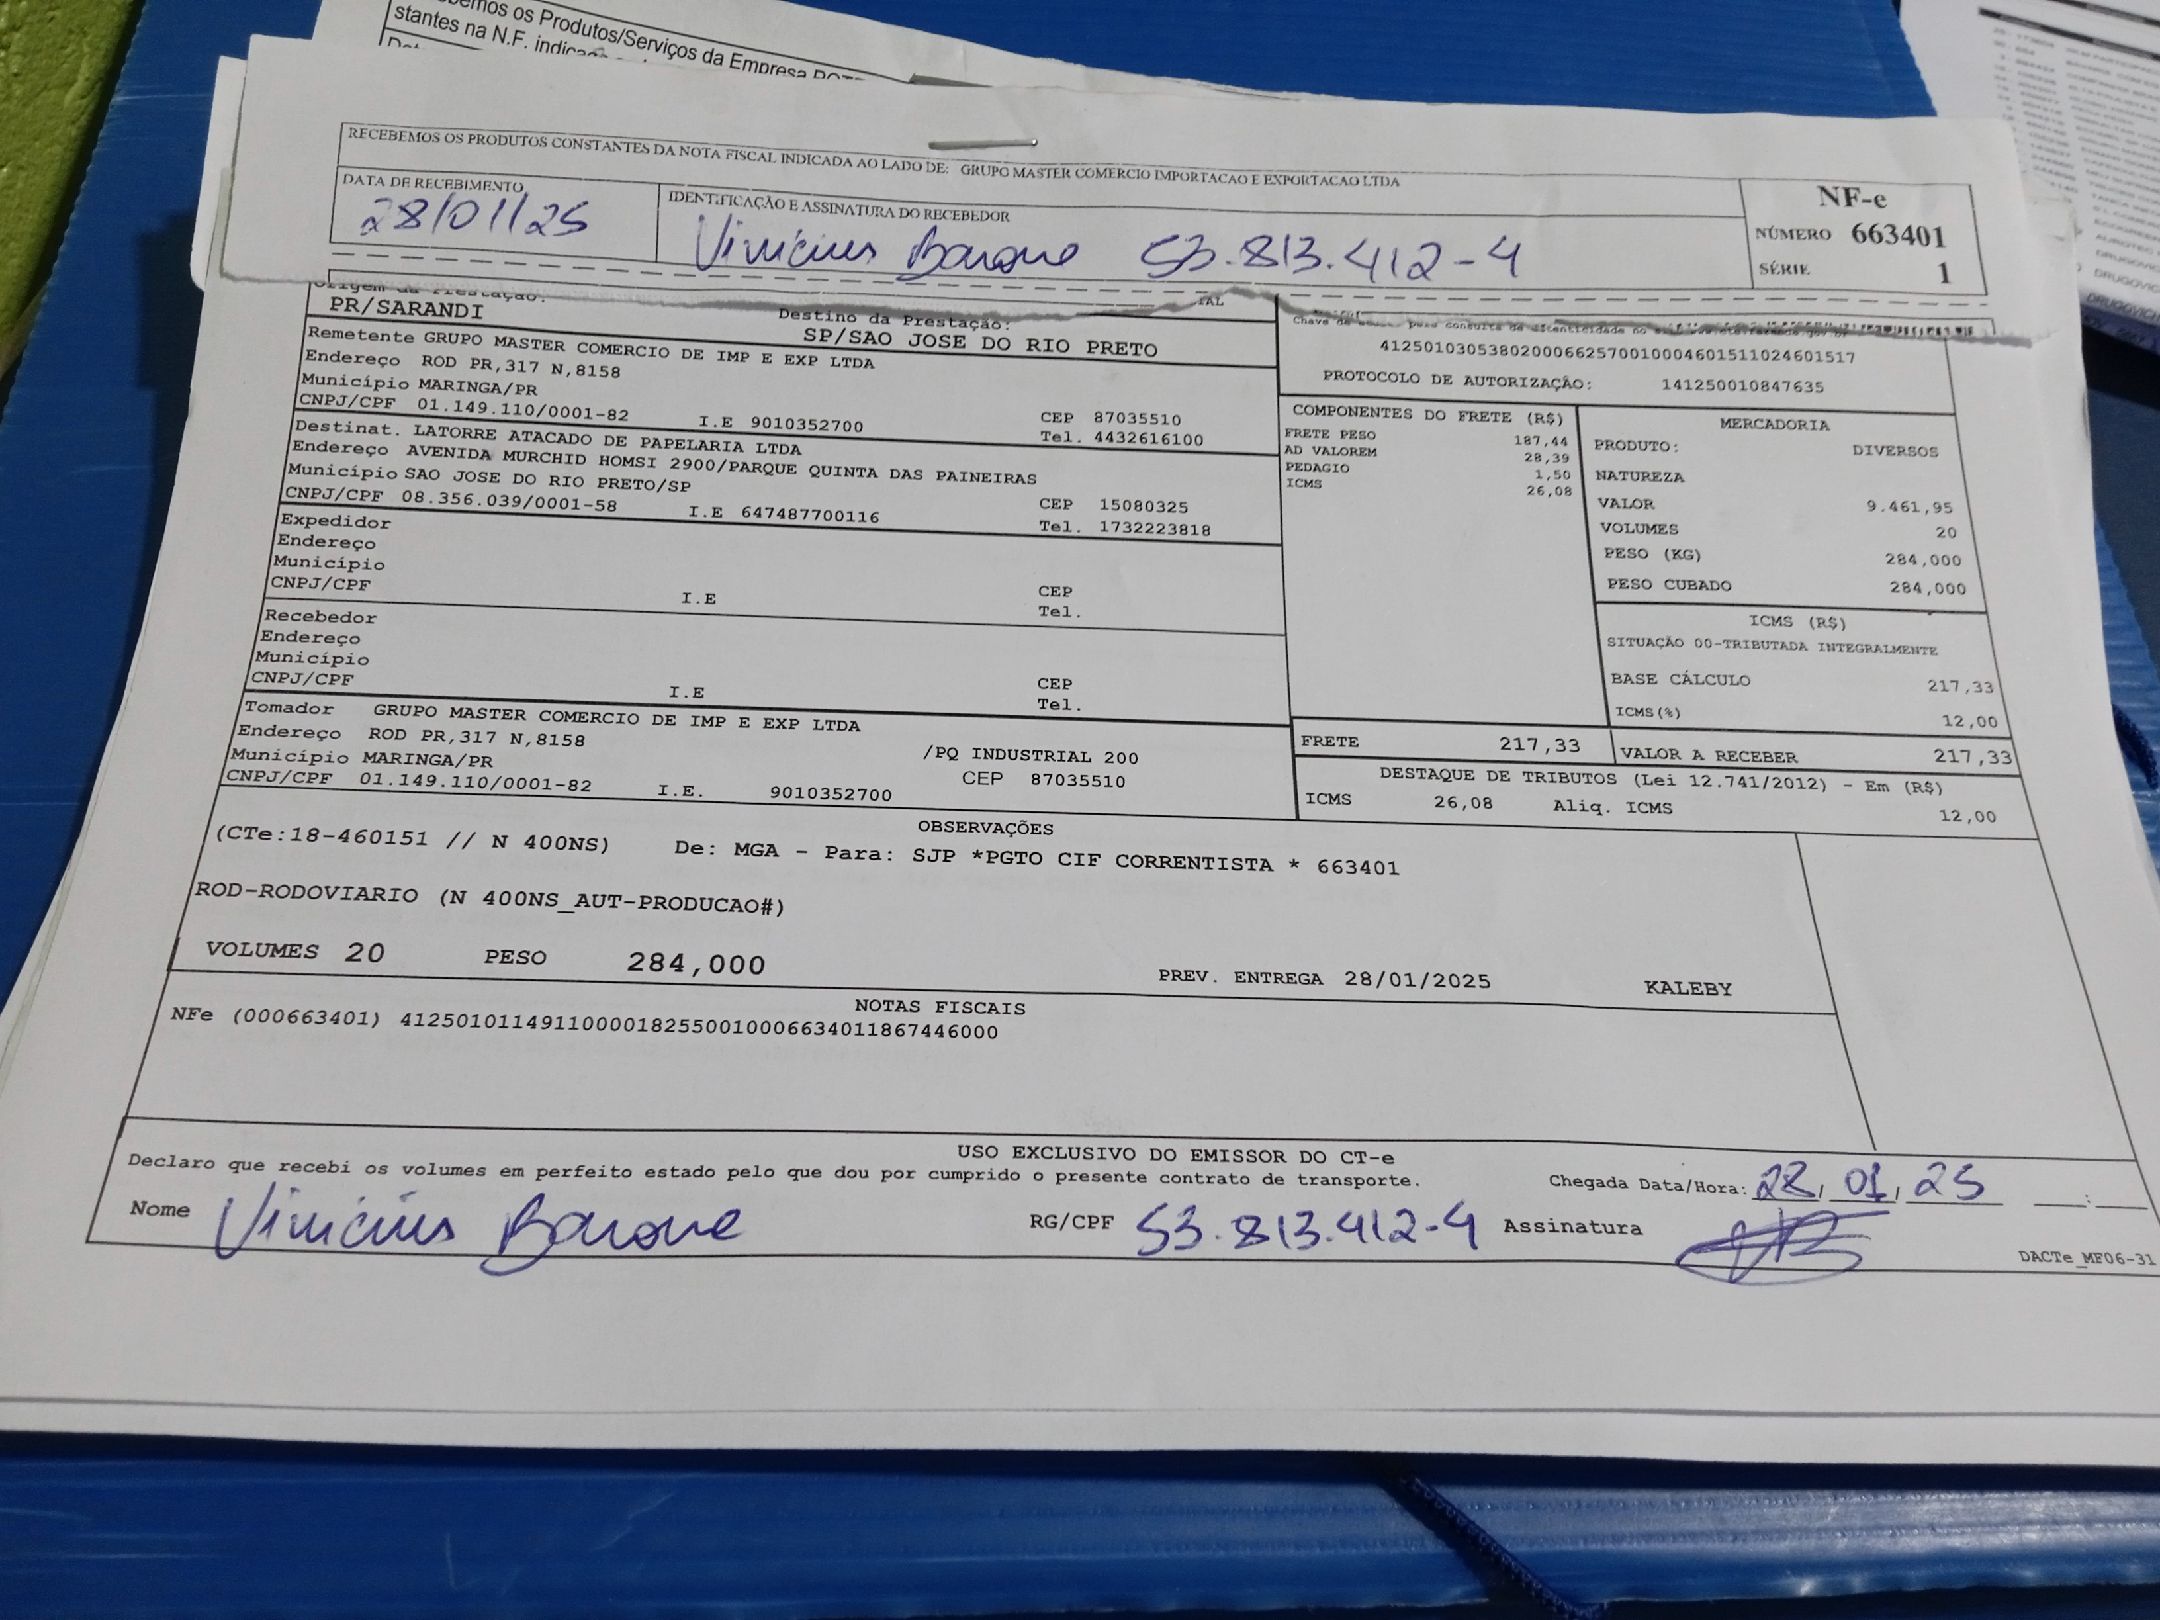 os Produtos/Serviços da Empresa
stantes na N.F.
RECEBEMOS OS PRODUTOS CONSTANTES DA NOTA FISCAL INDICADA AO LADO DE: GRUPO MASTER COMERCIO IMPORTACAO E EXPORTACAO LTDA
DATA DE RECEBIMENTO
28/01/25
IDENTIFICAÇÃO E ASSINATURA DO RECEBEDOR
Vinicius 53.813.412-4
NF-e
NÚMERO 663401
SÉRIE 1
PR/SARANDI
Destino da Prestação:
SP/SAO JOSE DO RIO PRETO
Remetente GRUPO MASTER COMERCIO DE IMP E EXP LTDA
Endereço ROD PR,317 N,8158
Município MARINGA/PR
CNPJ/CPF 01.149.110/0001-82 I.E 9010352700
CEP 87035510
Tel. 4432616100
Destinat. LATORRE ATACADO DE PAPELARIA LTDA
Endereço AVENIDA MURCHID HOMSI 2900/PARQUE QUINTA DAS PAINEIRAS
Município SAO JOSE DO RIO PRETO/SP
CNPJ/CPF 08.356.039/0001-58 I.E 647487700116
CEP 15080325
Tel. 1732223818
Expedidor
Endereço
Município
CNPJ/CPF I.E
CEP
Tel.
Recebedor
Endereço
Município
CNPJ/CPF I.E
CEP
Tel.
Tomador GRUPO MASTER COMERCIO DE IMP E EXP LTDA
Endereço ROD PR,317 N,8158 /PQ INDUSTRIAL 200
Município MARINGA/PR CEP 87035510
CNPJ/CPF 01.149.110/0001-82 I.E. 9010352700
41250103053802000662570010004601511024601517
PROTOCOLO DE AUTORIZAÇÃO: 141250010847635
COMPONENTES DO FRETE (R$)
FRETE PESO 187,44
AD VALOREM 28,39
PEDAGIO 1,50
ICMS 26,08
MERCADORIA
PRODUTO: DIVERSOS
NATUREZA
VALOR 9.461,95
VOLUMES 20
PESO (KG) 284,000
PESO CUBADO 284,000
ICMS (R$)
SITUAÇÃO 00-TRIBUTADA INTEGRALMENTE
BASE CÁLCULO 217,33
ICMS(%) 12,00
FRETE 217,33 VALOR A RECEBER 217,33
DESTAQUE DE TRIBUTOS (Lei 12.741/2012) - Em (R$)
ICMS 26,08 Aliq. ICMS 12,00
OBSERVAÇÕES
(CTe:18-460151 // N 400NS) De: MGA - Para: SJP *PGTO CIF CORRENTISTA * 663401
ROD-RODOVIARIO (N 400NS_AUT-PRODUCAO#)
VOLUMES 20 PESO 284,000 PREV. ENTREGA 28/01/2025 KALEBY
NOTAS FISCAIS
NFe (000663401) 41250101149110000182550010006634011867446000
USO EXCLUSIVO DO EMISSOR DO CT-e
Declaro que recebi os volumes em perfeito estado pelo que dou por cumprido o presente contrato de transporte.
Chegada Data/Hora: 28, 01, 25 :
Nome Vinicius RG/CPF 53.813.412-4 Assinatura
DACTe_MF06-31